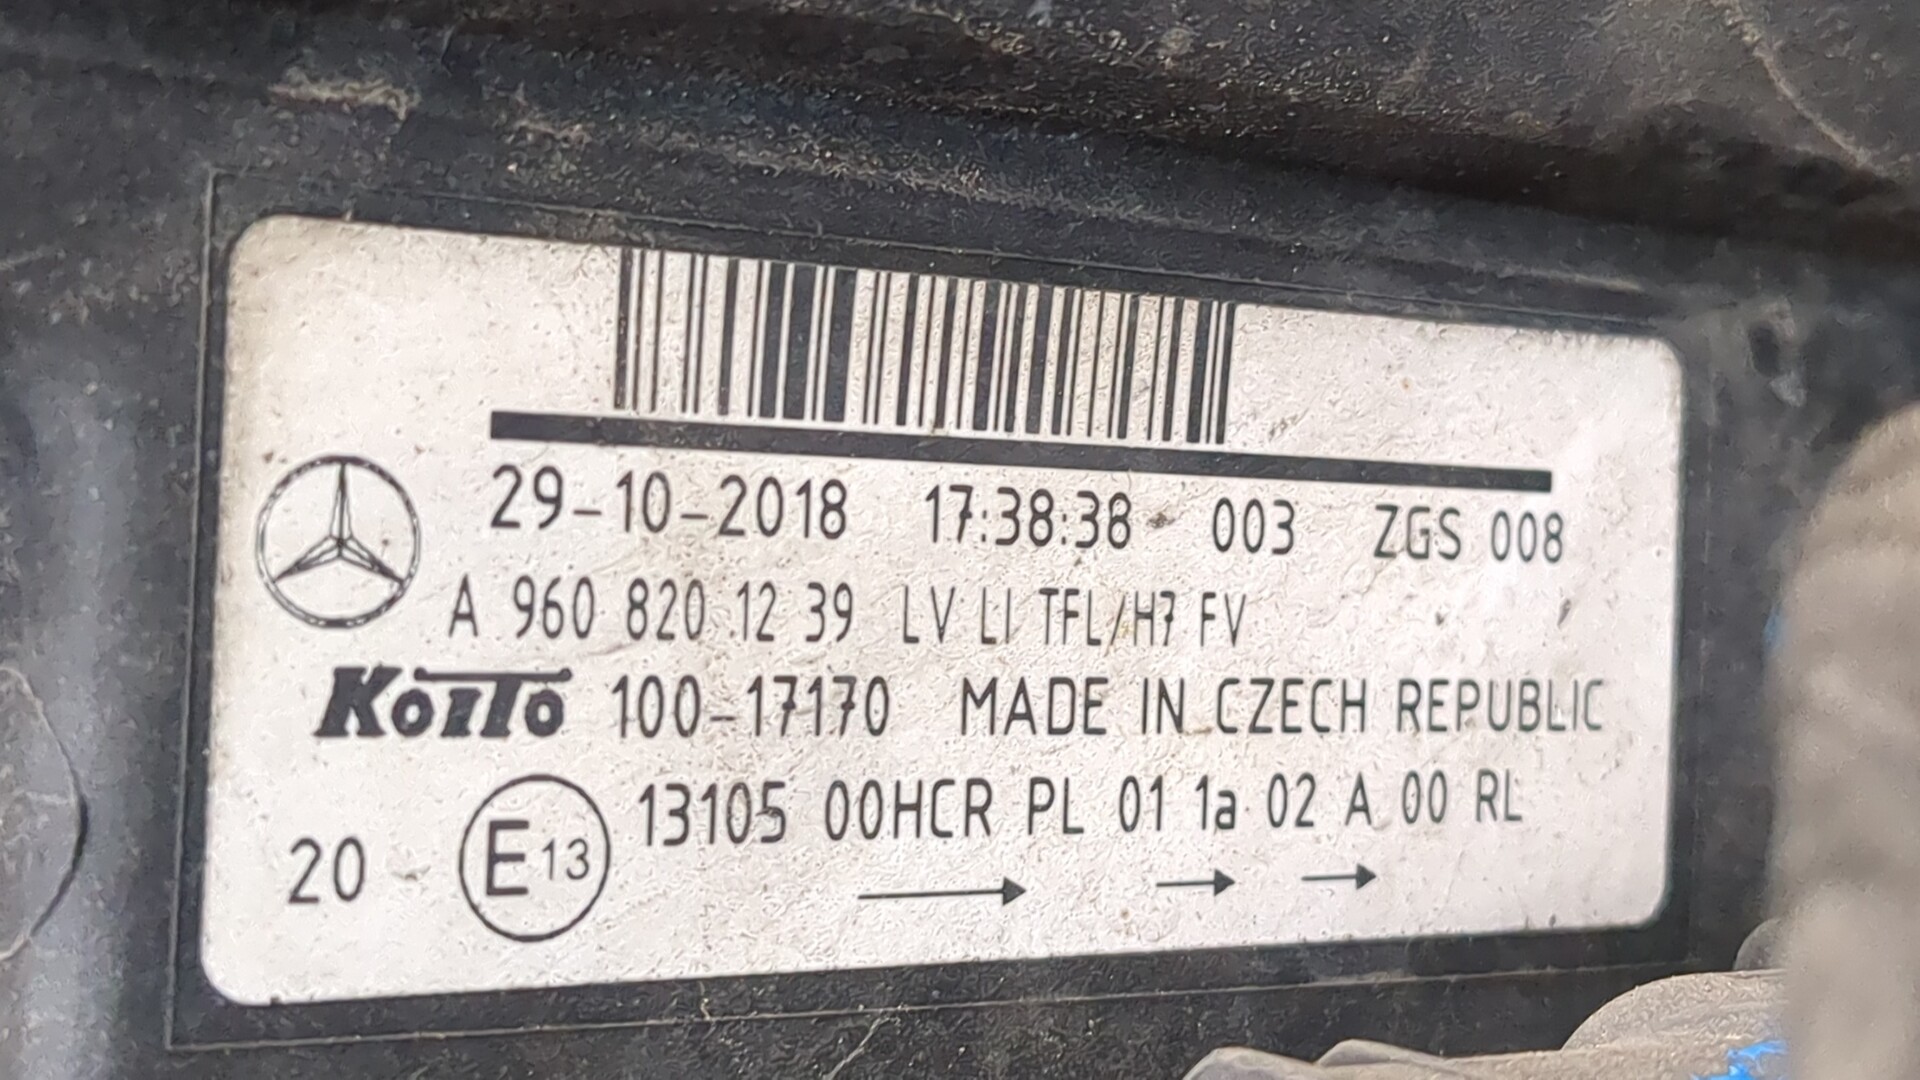 29-10-2018 17:38:38 003 ZGS 008
A 960 820 12 39 LV LI TFL/H7 FV
KOITO 100-17170 MADE IN CZECH REPUBLIC
13105 00HCR PL 01 1a 02 A 00 RL
20 E13